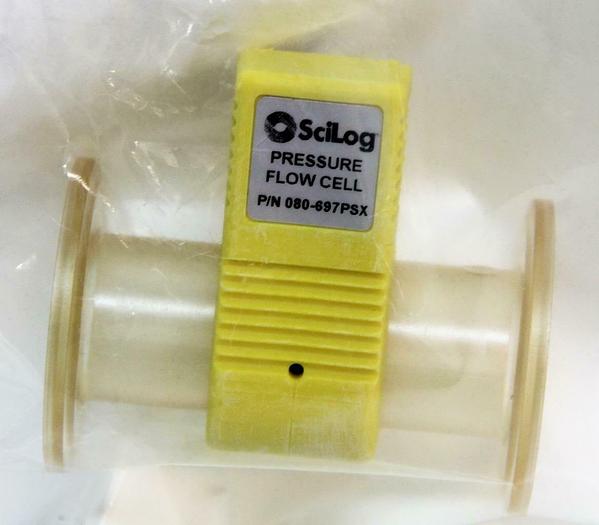 SciLog
PRESSURE
FLOW CELL
P/N 080-697PSX